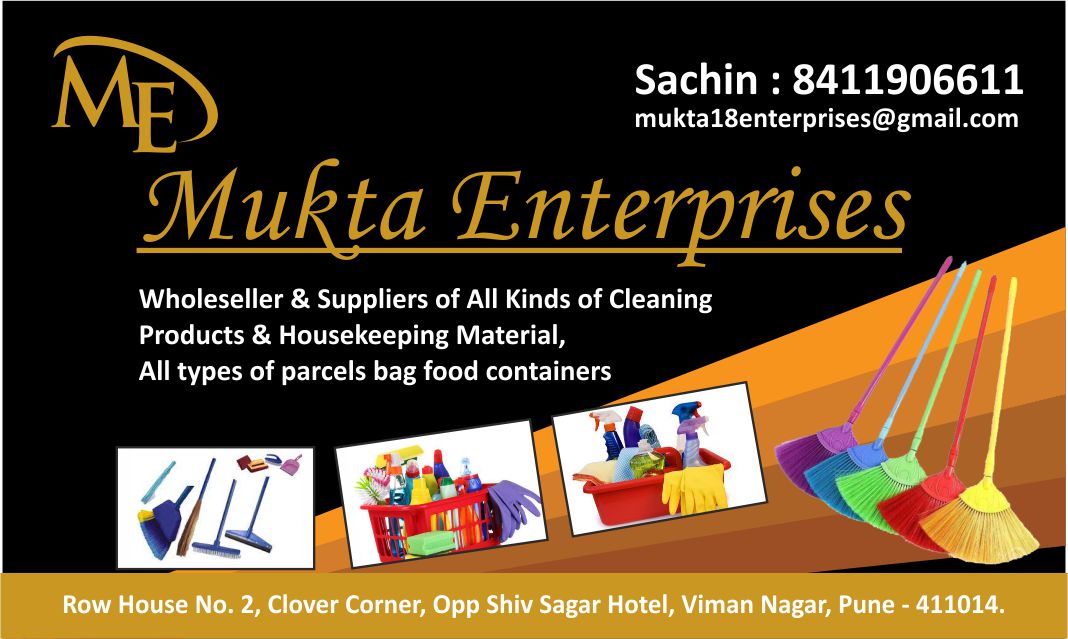 ME
Sachin : 8411906611
mukta18enterprises@gmail.com
Mukta Enterprises
Wholeseller & Suppliers of All Kinds of Cleaning
Products & Housekeeping Material,
All types of parcels bag food containers
Row House No. 2, Clover Corner, Opp Shiv Sagar Hotel, Viman Nagar, Pune - 411014.